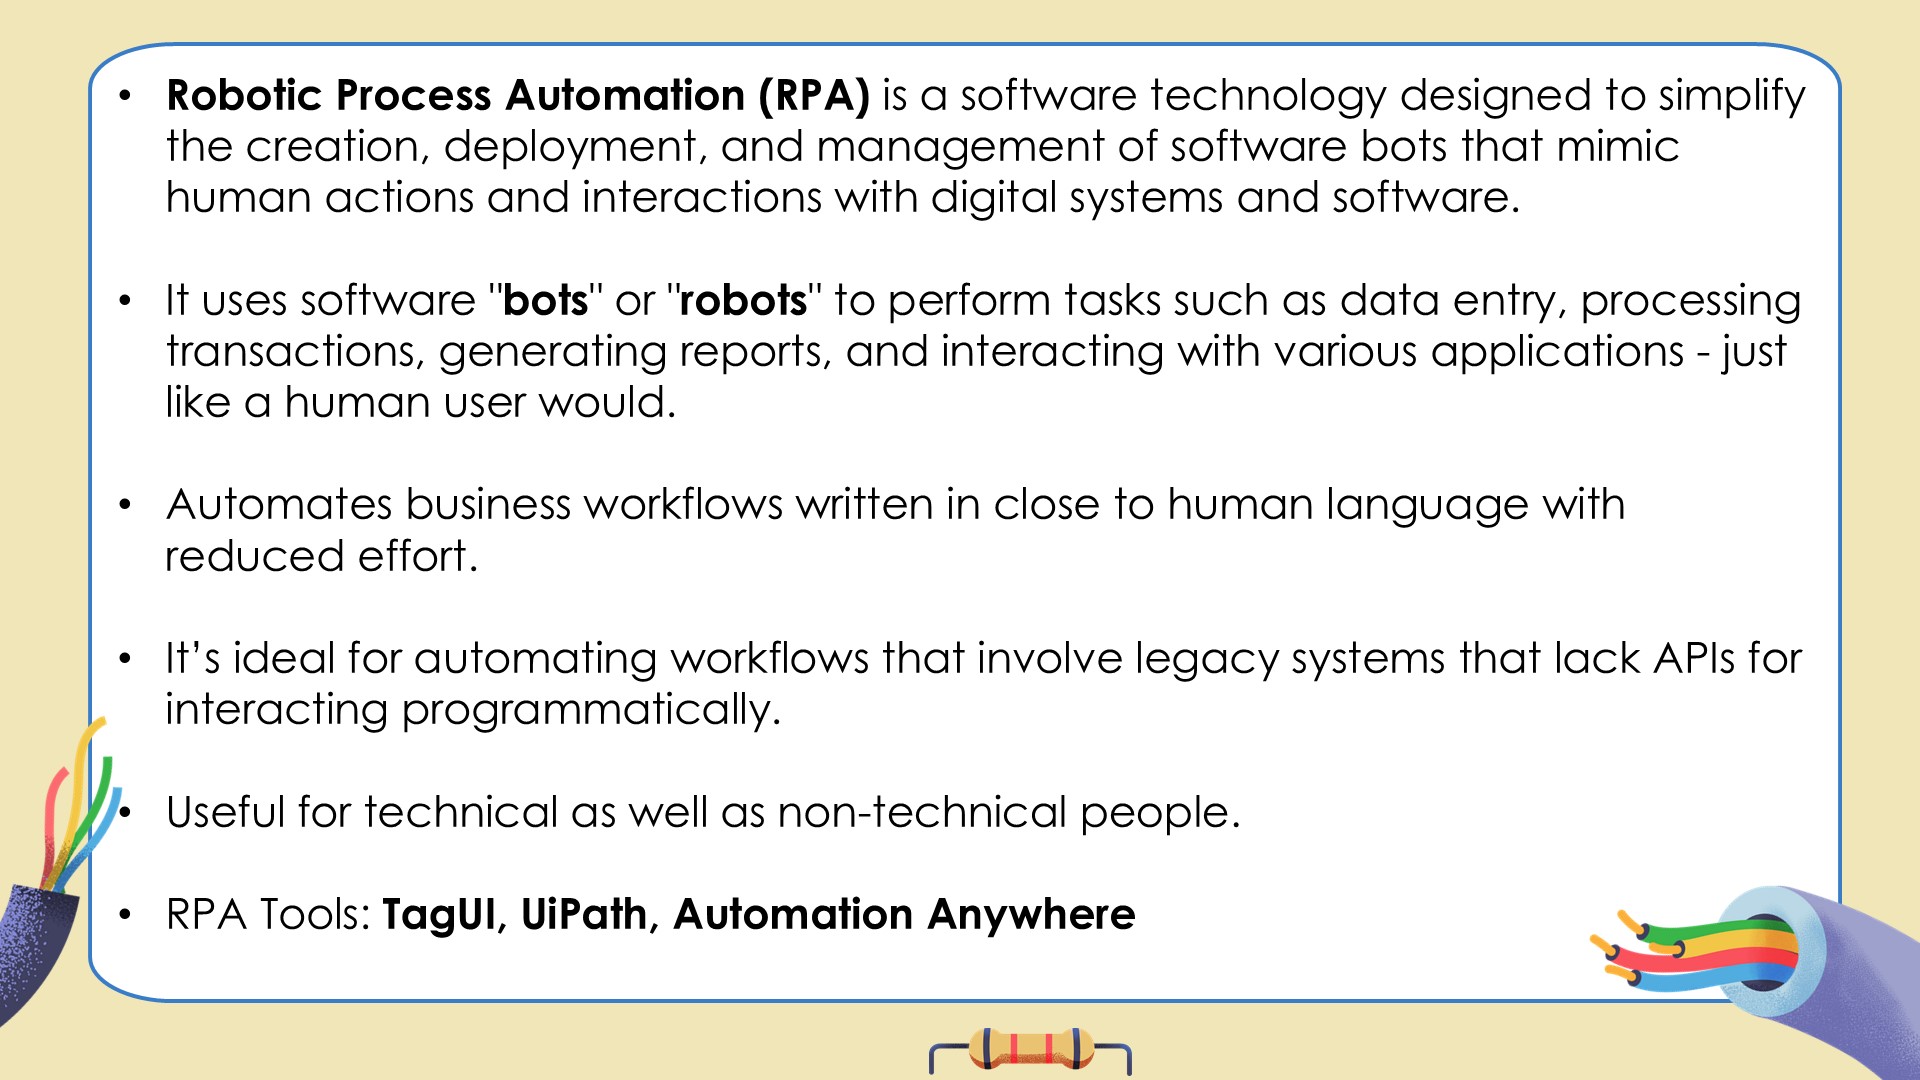 • Robotic Process Automation (RPA) is a software technology designed to simplify
the creation, deployment, and management of software bots that mimic
human actions and interactions with digital systems and software.
• It uses software "bots" or "robots" to perform tasks such as data entry, processing
transactions, generating reports, and interacting with various applications - just
like a human user would.
• Automates business workflows written in close to human language with
reduced effort.
• It’s ideal for automating workflows that involve legacy systems that lack APIs for
interacting programmatically.
• Useful for technical as well as non-technical people.
• RPA Tools: TagUI, UiPath, Automation Anywhere